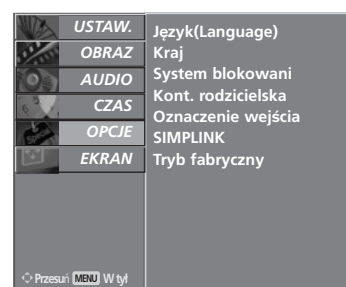 USTAW.
OBRAZ
AUDIO
CZAS
OPCJE
EKRAN
Język(Language)
Kraj
System blokowani
Kont. rodzicielska
Oznaczenie wejścia
SIMPLINK
Tryb fabryczny
Przesuń MENU W tył